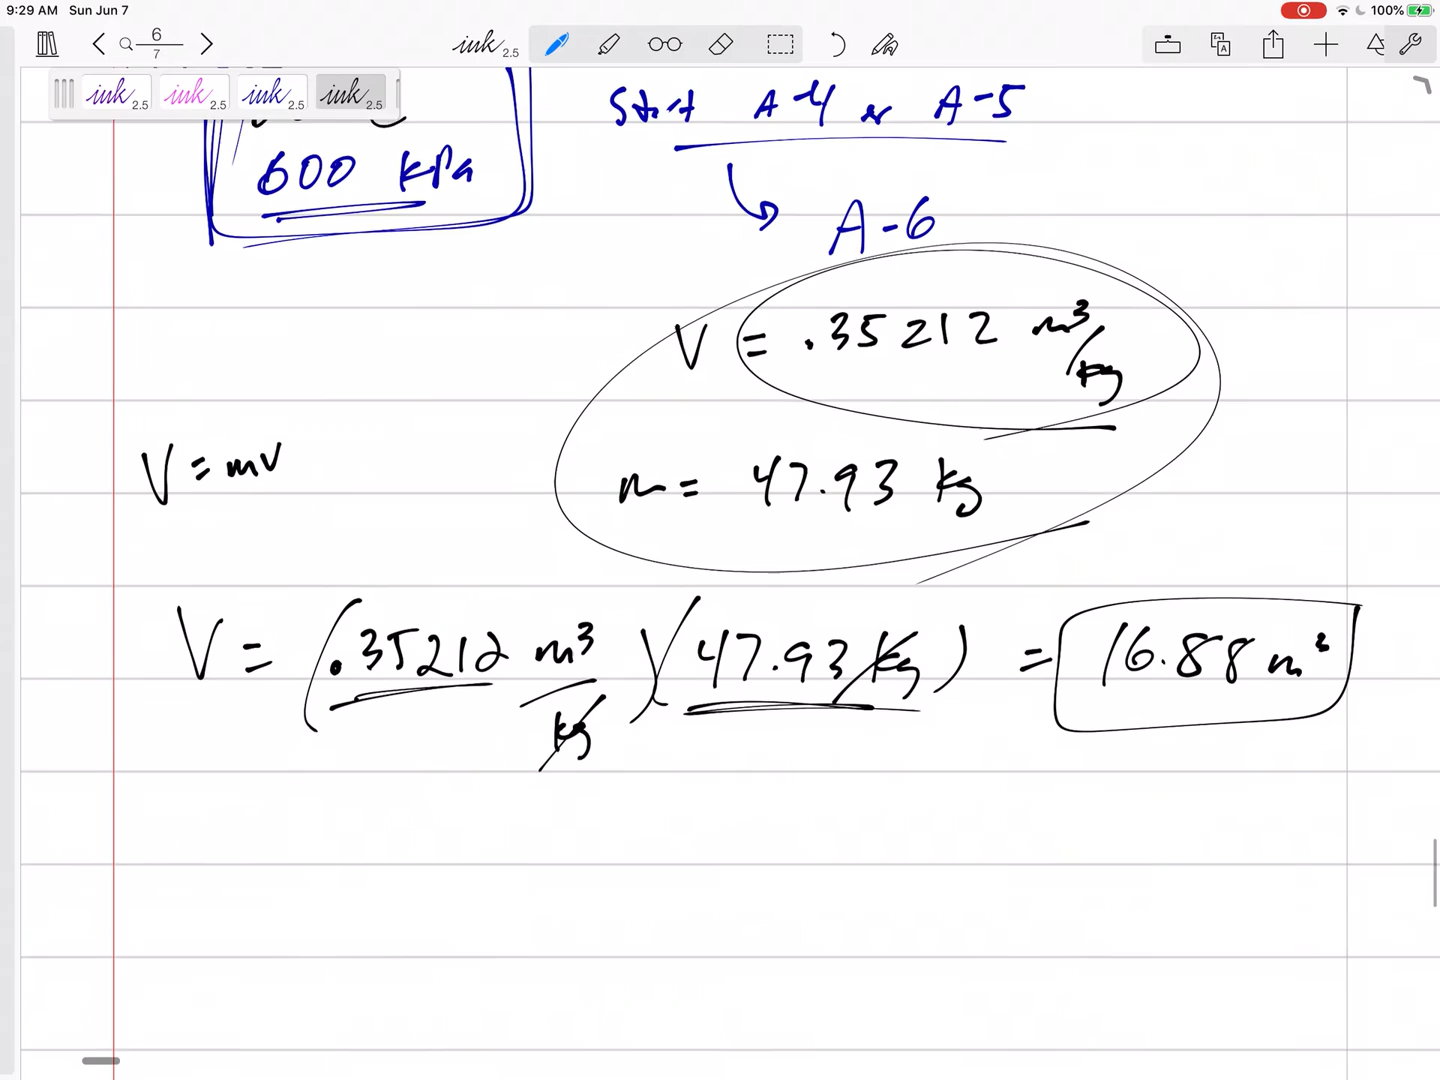 9:29 AM Sun Jun 7
100%
6
7
ink 2.5
ink 2.5 ink 2.5 ink 2.5 ink 2.5
Start A-4 or A-5
600 kPa
A-6
V = .35212 m³/kg
V = mV
m = 47.93 kg
V = (.35212 m³/kg)(47.93 kg) = 16.88 m³